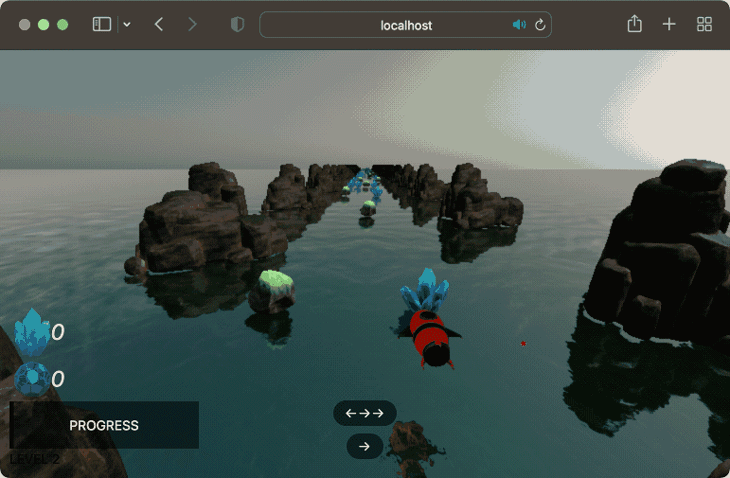 localhost
0
0
PROGRESS
LEVEL 2
←→→
→